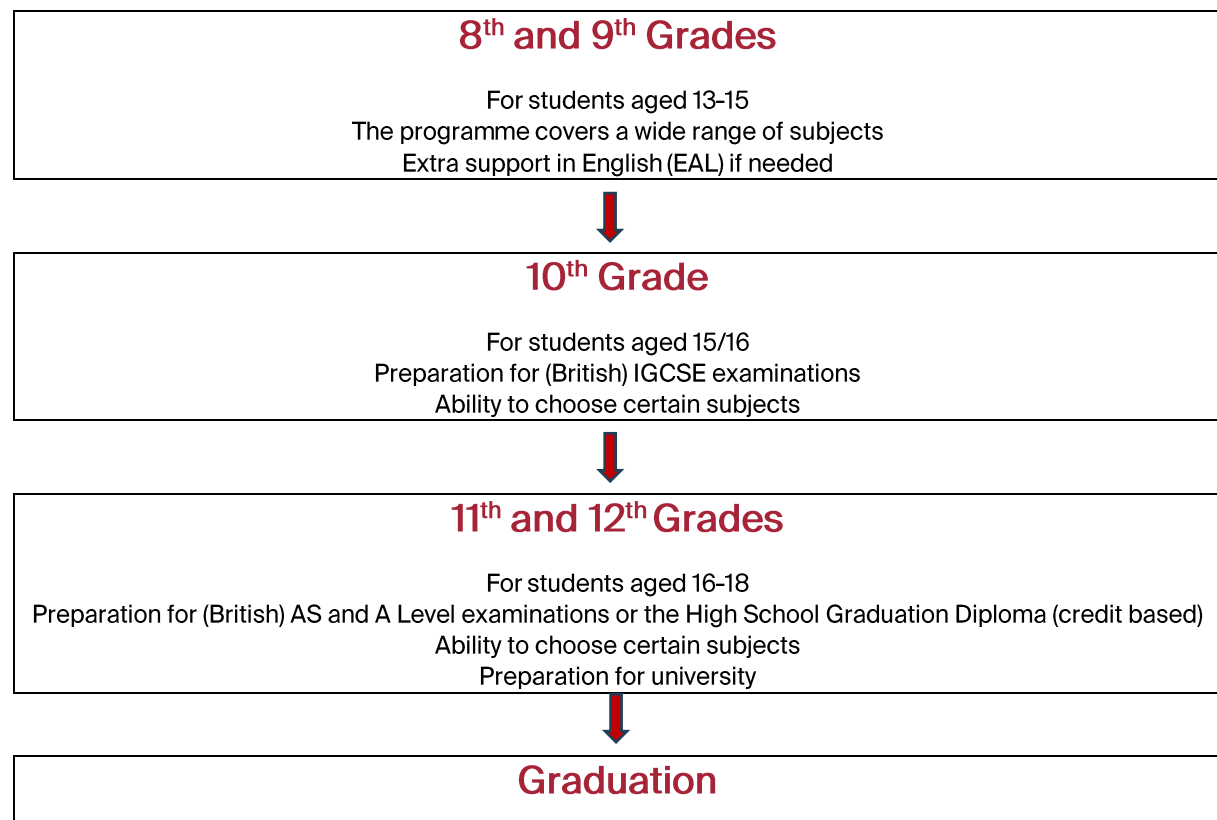 8th and 9th Grades
For students aged 13-15
The programme covers a wide range of subjects
Extra support in English (EAL) if needed
10th Grade
For students aged 15/16
Preparation for (British) IGCSE examinations
Ability to choose certain subjects
11th and 12th Grades
For students aged 16-18
Preparation for (British) AS and A Level examinations or the High School Graduation Diploma (credit based)
Ability to choose certain subjects
Preparation for university
Graduation